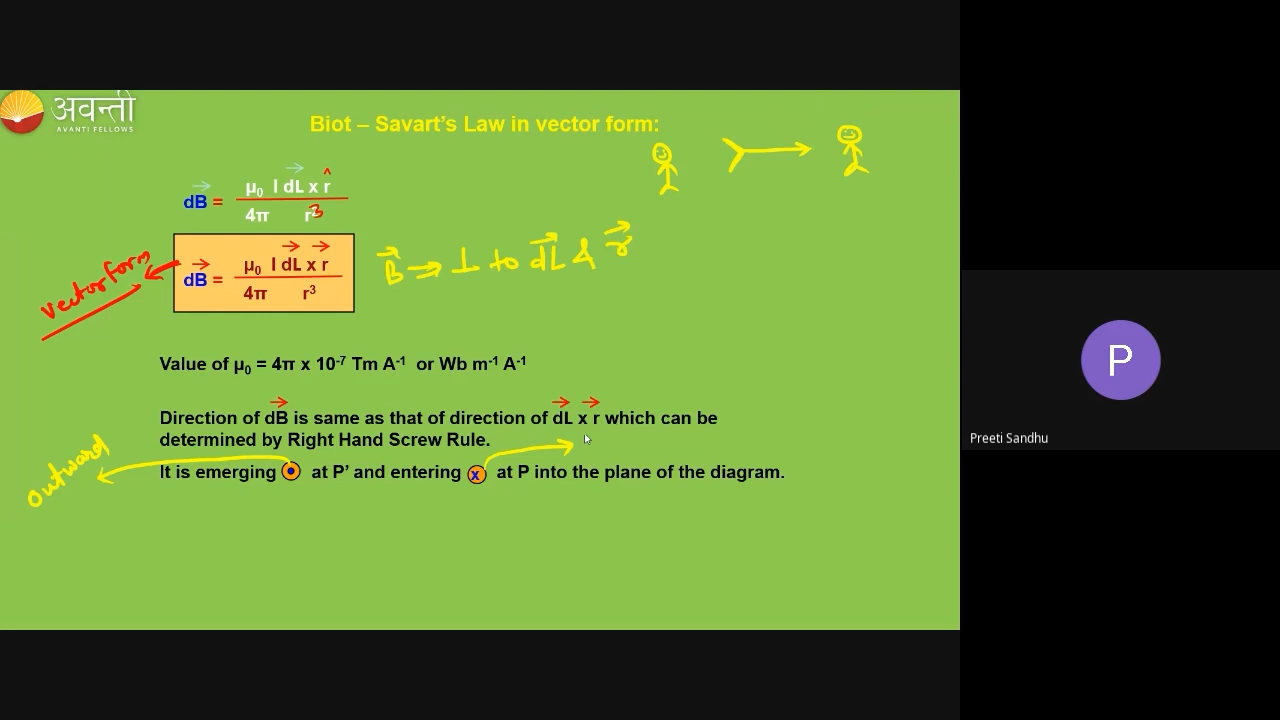 अवन्ती
AVANTI FELLOWS
Biot – Savart's Law in vector form:
dB = μ₀ I dL x r̂
4π r³
dB = μ₀ I dL x r
4π r³
vector form
B ⇒ ⊥ to dL & r
Value of μ₀ = 4π x 10⁻⁷ Tm A⁻¹ or Wb m⁻¹ A⁻¹
Direction of dB is same as that of direction of dL x r which can be
determined by Right Hand Screw Rule.
It is emerging at P’ and entering x at P into the plane of the diagram.
outward
P
Preeti Sandhu